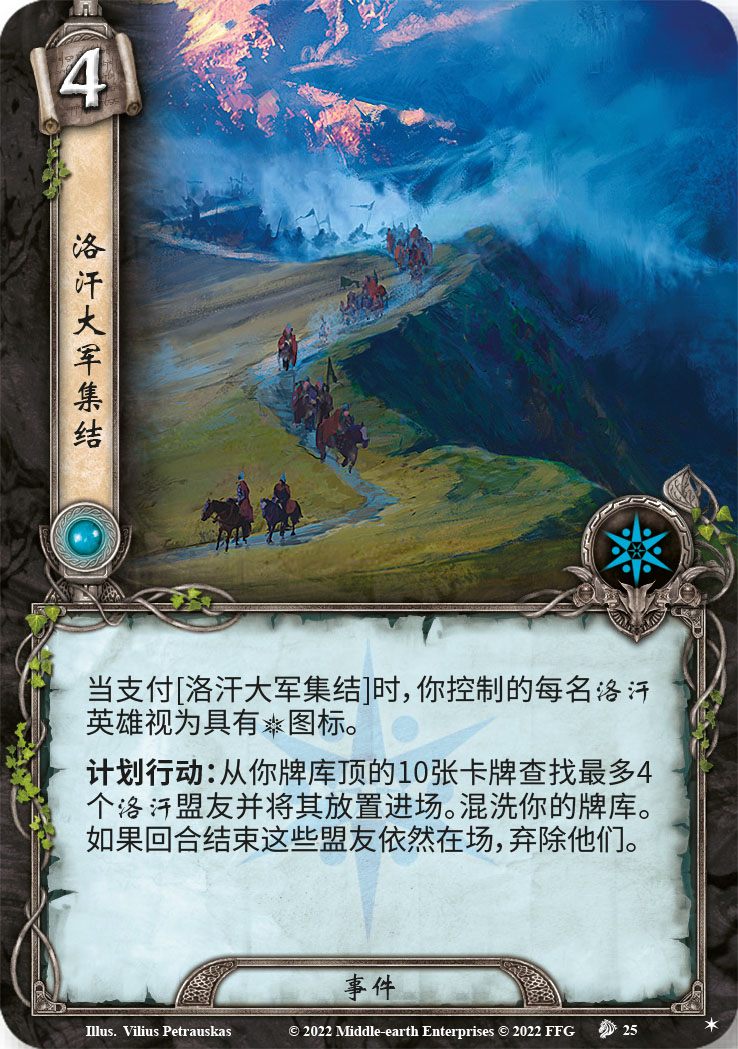 4
洛汗大军集结
当支付[洛汗大军集结]时,你控制的每名洛汗
英雄视为具有图标。
计划行动:从你牌库顶的10张卡牌查找最多4
个洛汗盟友并将其放置进场。混洗你的牌库。
如果回合结束这些盟友依然在场,弃除他们。
事件
Illus. Vilius Petrauskas © 2022 Middle-earth Enterprises © 2022 FFG 25